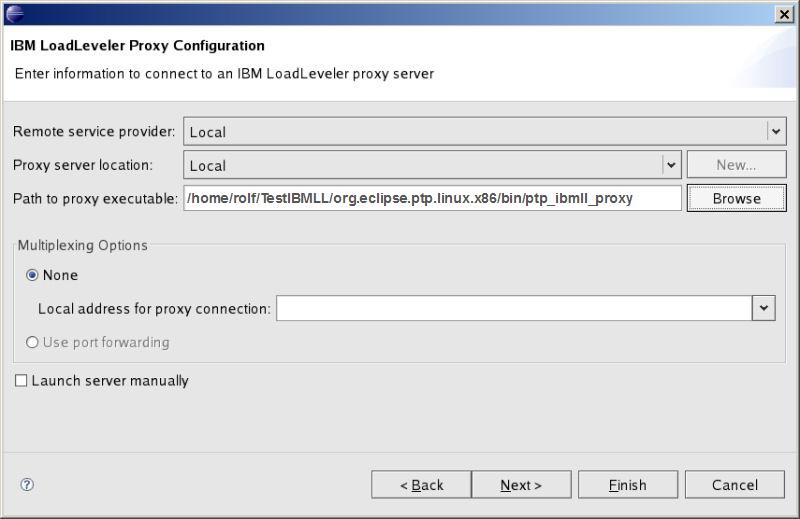 IBM LoadLeveler Proxy Configuration
Enter information to connect to an IBM LoadLeveler proxy server
Remote service provider: Local
Proxy server location: Local New...
Path to proxy executable: /home/rolf/TestIBMLL/org.eclipse.ptp.linux.x86/bin/ptp_ibmll_proxy Browse
Multiplexing Options
None
Local address for proxy connection:
Use port forwarding
Launch server manually
? < Back Next > Finish Cancel